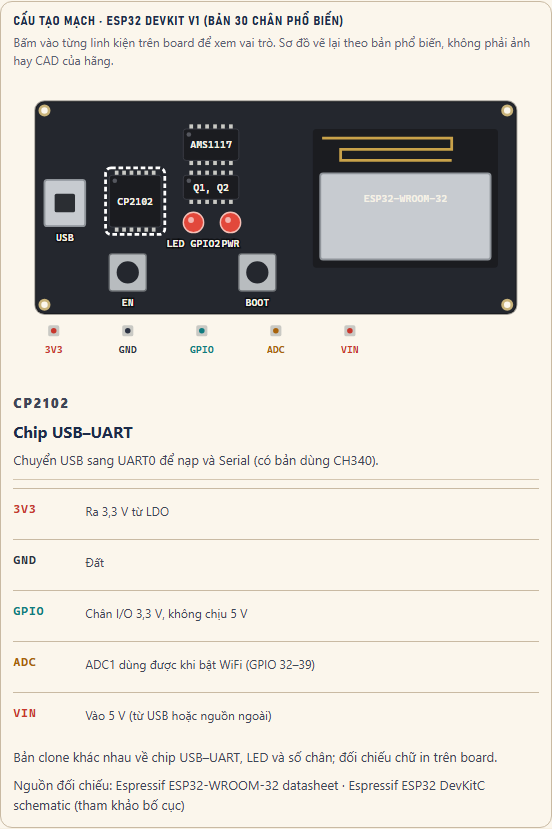 CẤU TẠO MẠCH · ESP32 DEVKIT V1 (BẢN 30 CHÂN PHỔ BIẾN)
Bấm vào từng linh kiện trên board để xem vai trò. Sơ đồ vẽ lại theo bản phổ biến, không phải ảnh
hay CAD của hãng.
AMS1117
Q1, Q2
CP2102
ESP32-WROOM-32
USB
LED GPIO2
PWR
EN
BOOT
3V3
GND
GPIO
ADC
VIN
CP2102
Chip USB–UART
Chuyển USB sang UART0 để nạp và Serial (có bản dùng CH340).
3V3 Ra 3,3 V từ LDO
GND Đất
GPIO Chân I/O 3,3 V, không chịu 5 V
ADC ADC1 dùng được khi bật WiFi (GPIO 32–39)
VIN Vào 5 V (từ USB hoặc nguồn ngoài)
Bản clone khác nhau về chip USB–UART, LED và số chân; đối chiếu chữ in trên board.
Nguồn đối chiếu: Espressif ESP32-WROOM-32 datasheet · Espressif ESP32 DevKitC
schematic (tham khảo bố cục)